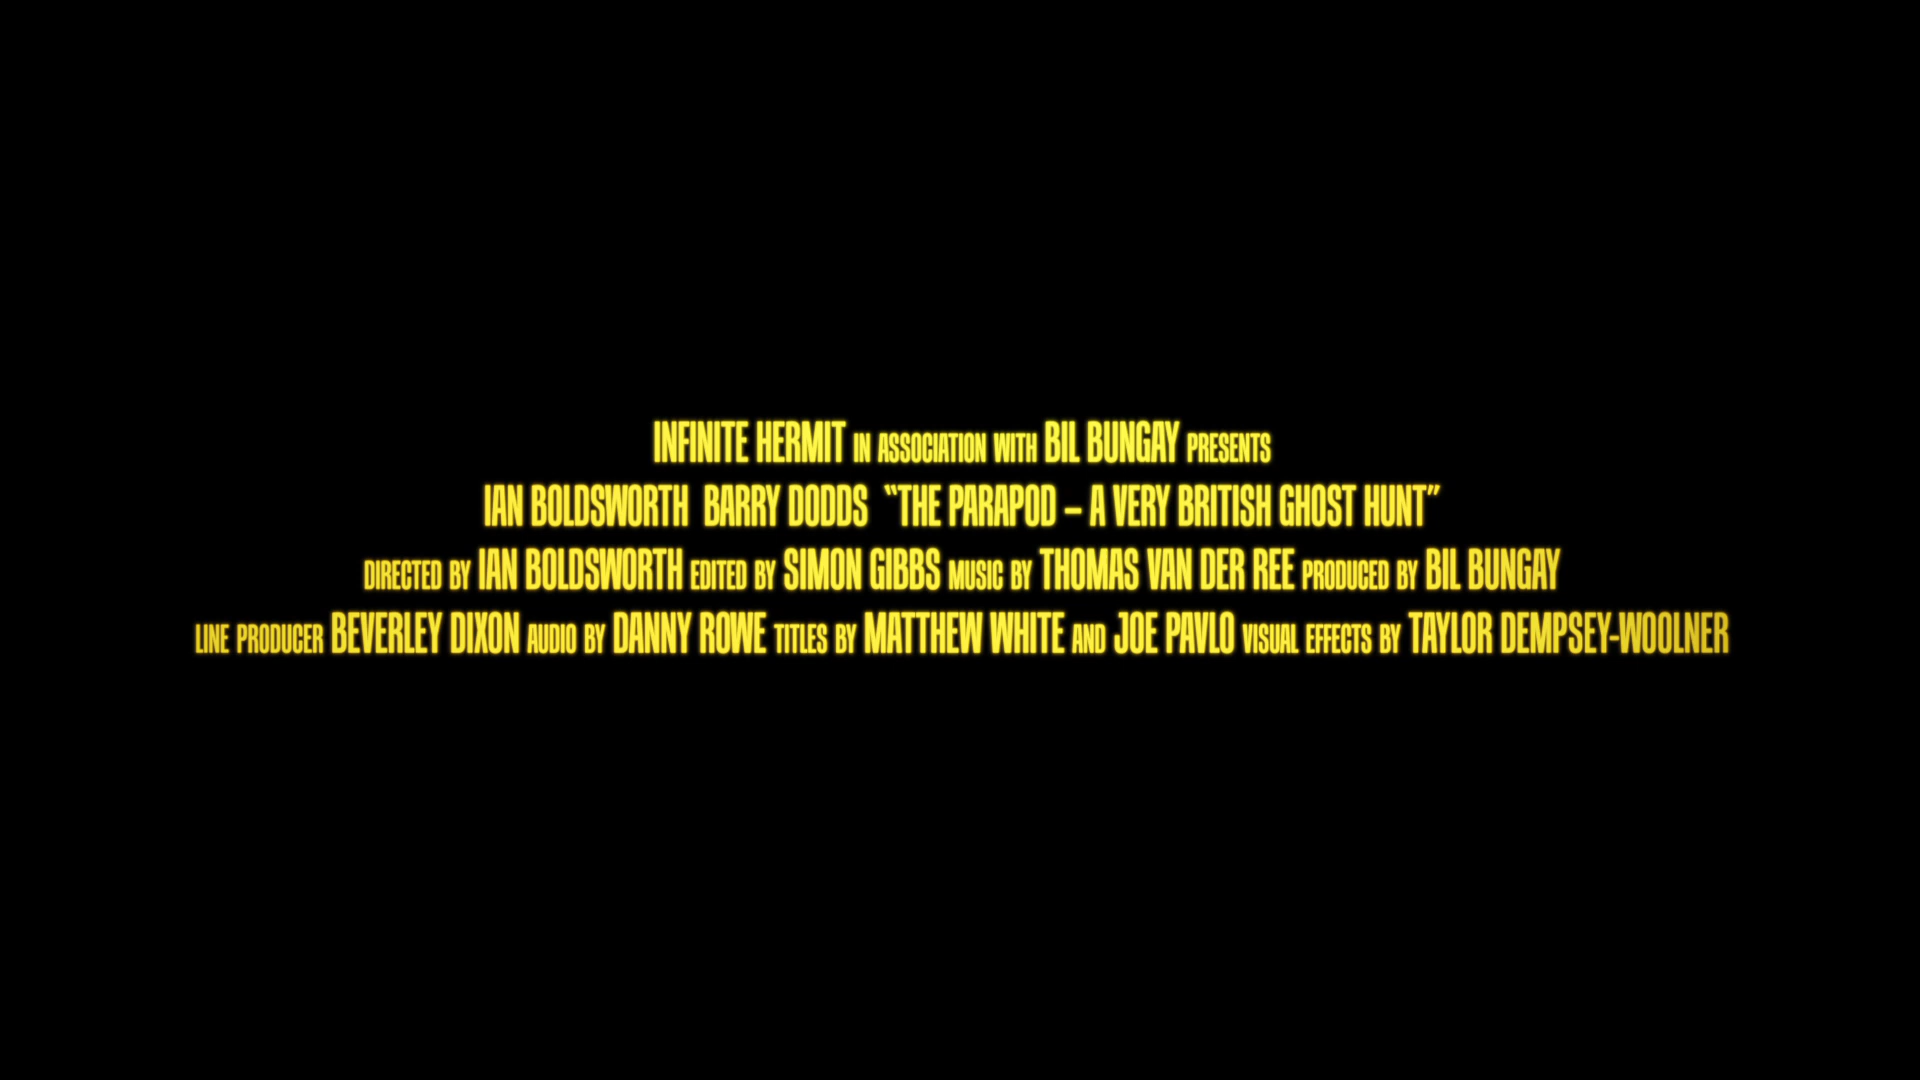 INFINITE HERMIT IN ASSOCIATION WITH BIL BUNGAY PRESENTS
IAN BOLDSWORTH BARRY DODDS “THE PARAPOD – A VERY BRITISH GHOST HUNT”
DIRECTED BY IAN BOLDSWORTH EDITED BY SIMON GIBBS MUSIC BY THOMAS VAN DER REE PRODUCED BY BIL BUNGAY
LINE PRODUCER BEVERLEY DIXON AUDIO BY DANNY ROWE TITLES BY MATTHEW WHITE AND JOE PAVLO VISUAL EFFECTS BY TAYLOR DEMPSEY-WOOLNER